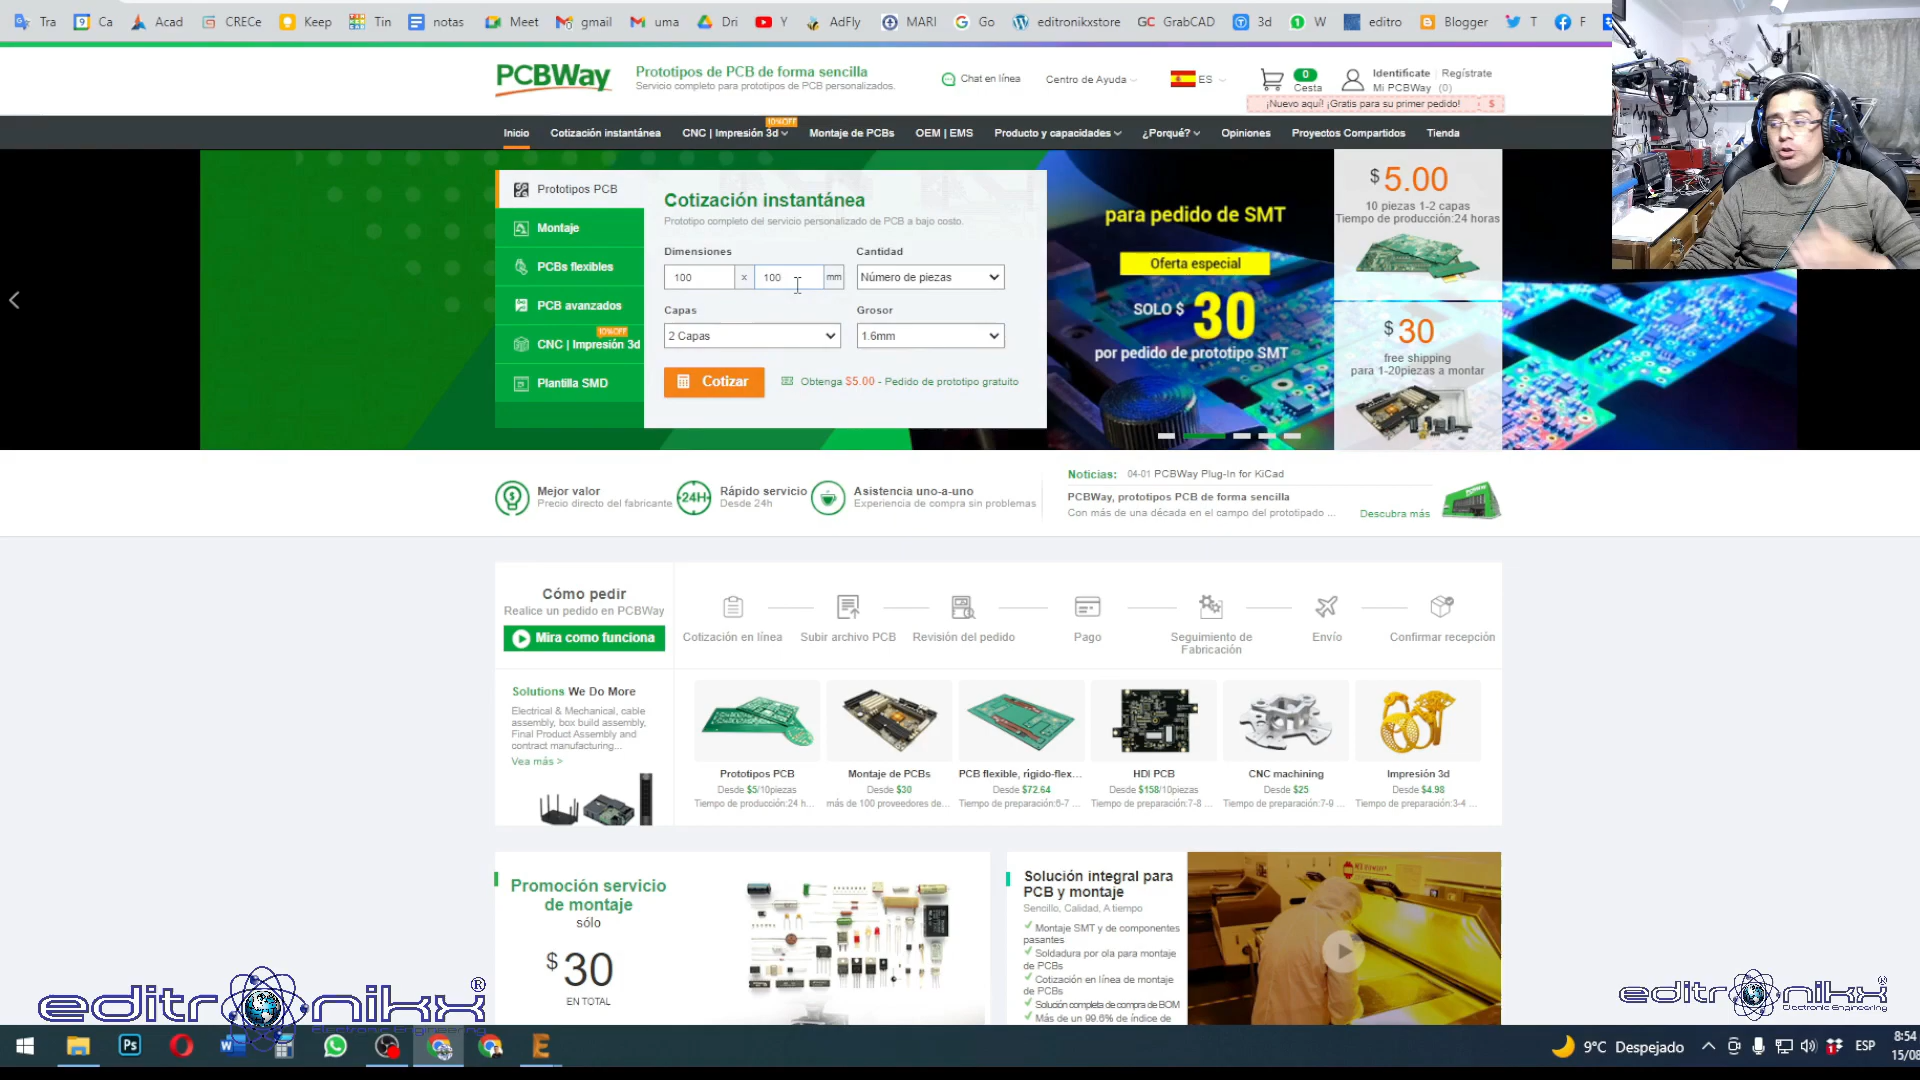 Tra
Ca
Acad
CRECe
Keep
Tin
notas
Meet
gmail
uma
Dri
Y
AdFly
MARI
Go
editronikxstore
GrabCAD
3d
W
editro
Blogger
T
F
PCBWay
Prototipos de PCB de forma sencilla
Servicio completo para prototipos de PCB personalizados.
Chat en línea
Centro de Ayuda
ES
0
Cesta
Identificate | Regístrate
Mi PCBWay (0)
¡Nuevo aquí! ¡Gratis para su primer pedido! $
Inicio
Cotización instantánea
CNC | Impresión 3d
10%OFF
Montaje de PCBs
OEM | EMS
Producto y capacidades
¿Porqué?
Opiniones
Proyectos Compartidos
Tienda
Prototipos PCB
Montaje
PCBs flexibles
PCB avanzados
10%OFF
CNC | Impresión 3d
Plantilla SMD
Cotización instantánea
Prototipo completo del servicio personalizado de PCB a bajo costo.
Dimensiones
Cantidad
100 x 100 mm
Número de piezas
Capas
Grosor
2 Capas
1.6mm
Cotizar
Obtenga $5.00 - Pedido de prototipo gratuito
para pedido de SMT
Oferta especial
SOLO $ 30
por pedido de prototipo SMT
$5.00
10 piezas 1-2 capas
Tiempo de producción:24 horas
$30
free shipping
para 1-20piezas a montar
Mejor valor
Precio directo del fabricante
24H
Rápido servicio
Desde 24h
Asistencia uno-a-uno
Experiencia de compra sin problemas
Noticias: 04-01 PCBWay Plug-In for KiCad
PCBWay, prototipos PCB de forma sencilla
Con más de una década en el campo del prototipado ...
Descubra más
Cómo pedir
Realice un pedido en PCBWay
Mira como funciona
Cotización en línea
Subir archivo PCB
Revisión del pedido
Pago
Seguimiento de
Fabricación
Envío
Confirmar recepción
Solutions We Do More
Electrical & Mechanical, cable
assembly, box build assembly,
Final Product Assembly and
contract manufacturing...
Vea más >
Prototipos PCB
Desde $5/10piezas
Tiempo de producción:24 h...
Montaje de PCBs
Desde $30
más de 100 proveedores de...
PCB flexible, rígido-flex...
Desde $72.64
Tiempo de preparación:6-7 ...
HDI PCB
Desde $158/10piezas
Tiempo de preparación:7-8 ...
CNC machining
Desde $25
Tiempo de preparación:7-9 ...
Impresión 3d
Desde $4.98
Tiempo de preparación:3-4 ...
Promoción servicio
de montaje
sólo
$30
EN TOTAL
Solución integral para
PCB y montaje
Sencillo, Calidad, A tiempo
Montaje SMT y de componentes
pasantes
Soldadura por ola para montaje
de PCBs
Cotización en línea de montaje
de PCBs
Solución completa de compra de BOM
Más de un 99.6% de índice de
editronikx®
Electronic Engineering
editronikx®
Electronic Engineering
9°C Despejado
ESP
8:54
15/08